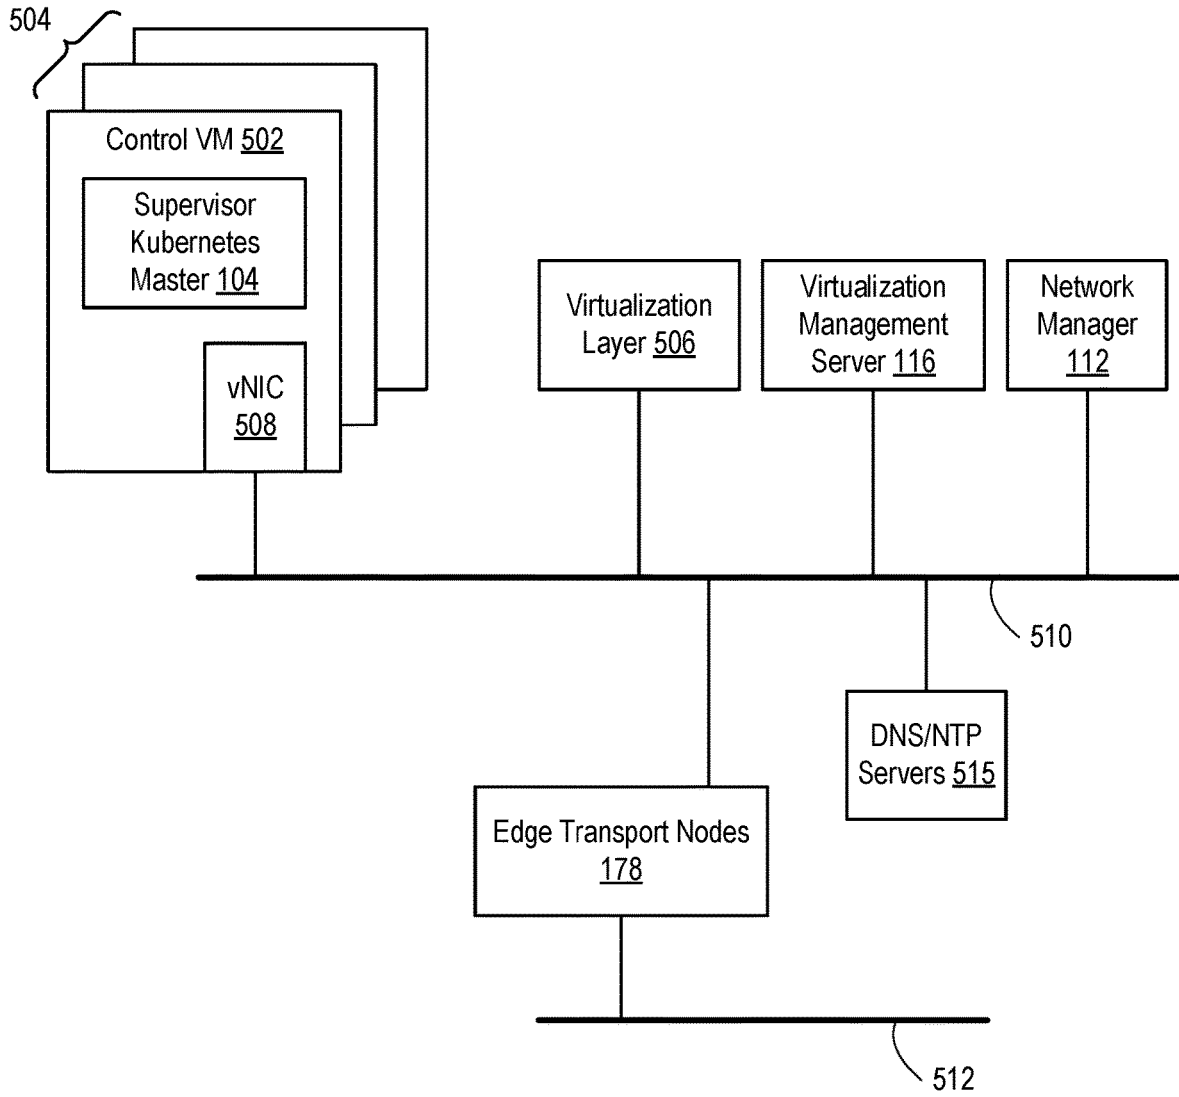 504
Control VM 502
Supervisor
Kubernetes
Master 104
vNIC
508
Virtualization
Layer 506
Virtualization
Management
Server 116
Network
Manager
112
510
DNS/NTP
Servers 515
Edge Transport Nodes
178
512